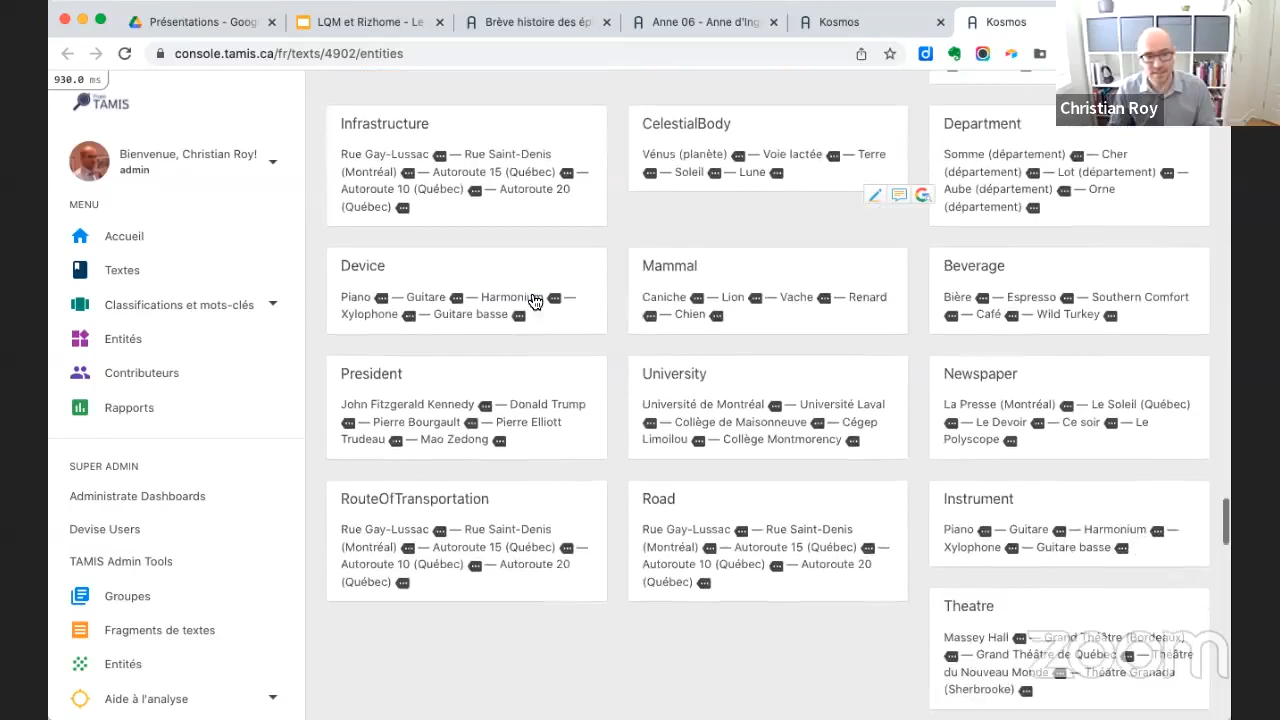 Présentations - Goog
LQM et Rizhome - Le
Brève histoire des ép
Anne 06 - Anne d'Ing
Kosmos
Kosmos
console.tamis.ca/fr/texts/4902/entities
930.0 ms
TAMIS
Bienvenue, Christian Roy!
admin
MENU
Accueil
Textes
Classifications et mots-clés
Entités
Contributeurs
Rapports
SUPER ADMIN
Administrate Dashboards
Devise Users
TAMIS Admin Tools
Groupes
Fragments de textes
Entités
Aide à l'analyse
Infrastructure
Rue Gay-Lussac — Rue Saint-Denis
(Montréal) — Autoroute 15 (Québec) —
Autoroute 10 (Québec) — Autoroute 20
(Québec)
CelestialBody
Vénus (planète) — Voie lactée — Terre
— Soleil — Lune
Department
Somme (département) — Cher
(département) — Lot (département) —
Aube (département) — Orne
(département)
Device
Piano — Guitare — Harmonium —
Xylophone — Guitare basse
Mammal
Caniche — Lion — Vache — Renard
— Chien
Beverage
Bière — Espresso — Southern Comfort
— Café — Wild Turkey
President
John Fitzgerald Kennedy — Donald Trump
— Pierre Bourgault — Pierre Elliott
Trudeau — Mao Zedong
University
Université de Montréal — Université Laval
— Collège de Maisonneuve — Cégep
Limoilou — Collège Montmorency
Newspaper
La Presse (Montréal) — Le Soleil (Québec)
— Le Devoir — Ce soir — Le
Polyscope
RouteOfTransportation
Rue Gay-Lussac — Rue Saint-Denis
(Montréal) — Autoroute 15 (Québec) —
Autoroute 10 (Québec) — Autoroute 20
(Québec)
Road
Rue Gay-Lussac — Rue Saint-Denis
(Montréal) — Autoroute 15 (Québec) —
Autoroute 10 (Québec) — Autoroute 20
(Québec)
Instrument
Piano — Guitare — Harmonium —
Xylophone — Guitare basse
Theatre
Massey Hall — Grand Théâtre (Bordeaux)
— Grand Théâtre de Québec — Théâtre
du Nouveau Monde — Théâtre Granada
(Sherbrooke)
Christian Roy
zoom